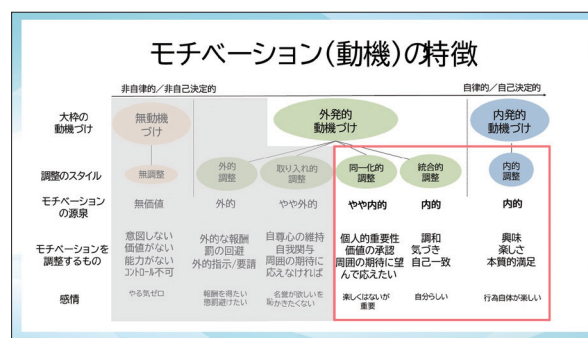 モチベーション(動機)の特徴
非自律的/非自己決定的
自律的/自己決定的
大枠の
動機づけ
無動機
づけ
外発的
動機づけ
内発的
動機づけ
調整のスタイル
無調整
外的
調整
取り入れ的
調整
同一化的
調整
統合的
調整
内的
調整
モチベーション
の源泉
無価値
外的
やや外的
やや内的
内的
内的
モチベーションを
調整するもの
意図しない
価値がない
能力がない
コントロール不可
外的な報酬
罰の回避
外的指示/要請
自尊心の維持
自我関与
周囲の期待に
応えなければ
個人的重要性
価値の承認
周囲の期待に望
んで応えたい
調和
気づき
自己一致
興味
楽しさ
本質的満足
感情
やる気ゼロ
報酬を得たい
懲罰避けたい
名誉が欲しいを
恥かきたくない
楽しくはないが
重要
自分らしい
行為自体が楽しい